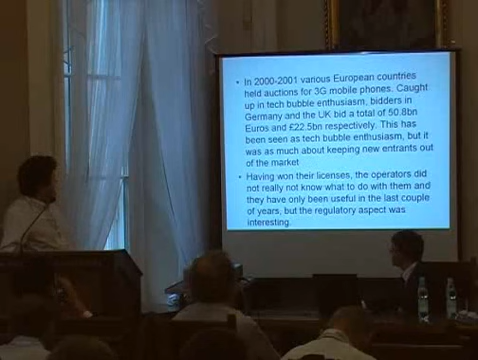 • In 2000-2001 various European countries
held auctions for 3G mobile phones. Caught
up in tech bubble enthusiasm, bidders in
Germany and the UK bid a total of 50.8bn
Euros and £22.5bn respectively. This has
been seen as tech bubble enthusiasm, but it
was as much about keeping new entrants out
of the market
• Having won their licenses, the operators did
not really not know what to do with them and
they have only been useful in the last couple
of years, but the regulatory aspect was
interesting.